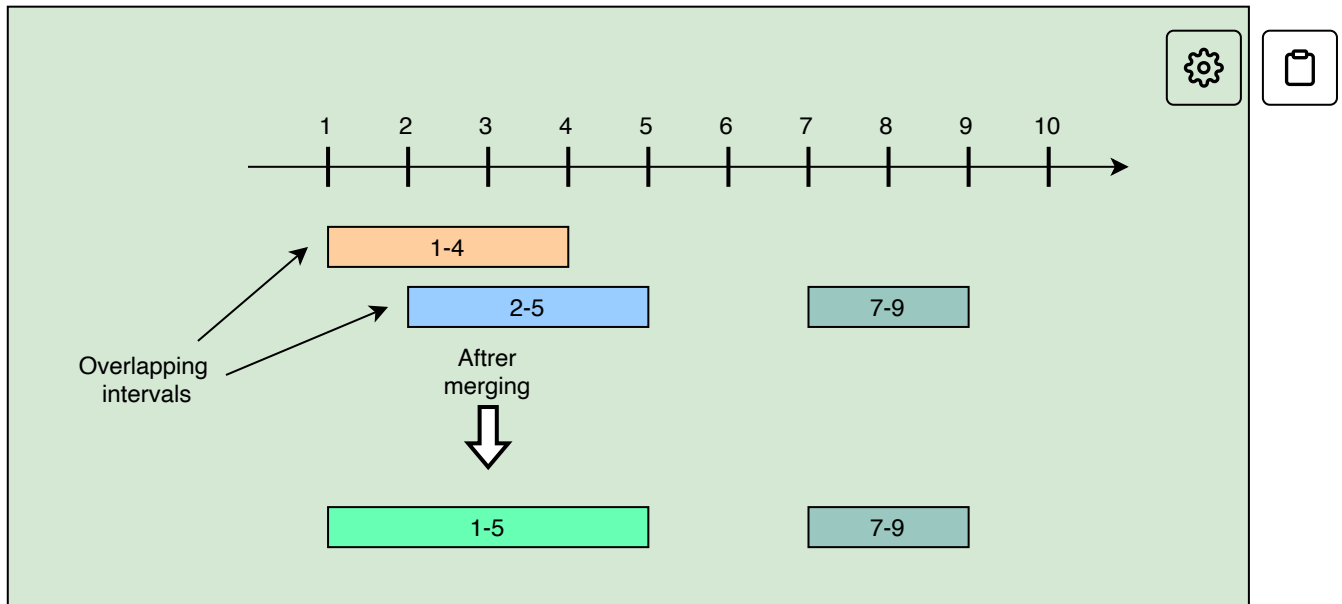 1 2 3 4 5 6 7 8 9 10
1-4
2-5 7-9
Overlapping
intervals
Aftrer
merging
1-5 7-9